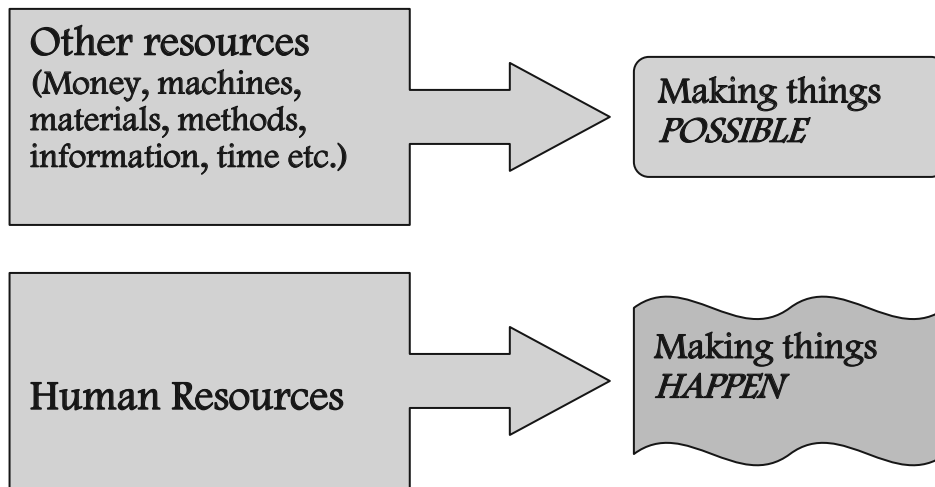 Other resources
(Money, machines,
materials, methods,
information, time etc.)
Making things
POSSIBLE
Human Resources
Making things
HAPPEN